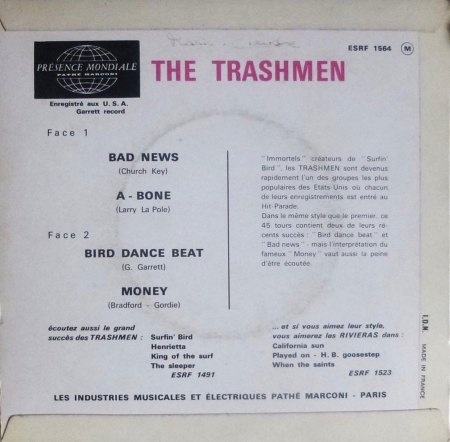 ESRF 1564 M
PRÉSENCE MONDIALE
PATHÉ MARCONI
THE TRASHMEN
Enregistré aux U.S.A.
Garrett record
Face 1
BAD NEWS
(Church Key)
A - BONE
(Larry La Pole)
Face 2
BIRD DANCE BEAT
(G. Garrett)
MONEY
(Bradford - Gordie)
"Immortels" créateurs de "Surfin'
Bird", les TRASHMEN sont devenus
rapidement l'un des groupes les plus
populaires des Etats-Unis où chacun
de leurs enregistrements est entré au
Hit-Parade.
Dans le même style que le premier, ce
45 tours contient deux de leurs ré-
cents succès : "Bird dance beat" et
"Bad news" - mais l'interprétation du
fameux "Money" vaut aussi la peine
d'être écoutée.
écoutez aussi le grand
succès des TRASHMEN : Surfin' Bird
Henrietta
King of the surf
The sleeper
ESRF 1491
... et si vous aimez leur style,
vous aimerez les RIVIERAS dans :
California sun
Played on - H. B. goosestep
When the saints
ESRF 1523
LES INDUSTRIES MUSICALES ET ÉLECTRIQUES PATHÉ MARCONI - PARIS
I.D.N. MADE IN FRANCE